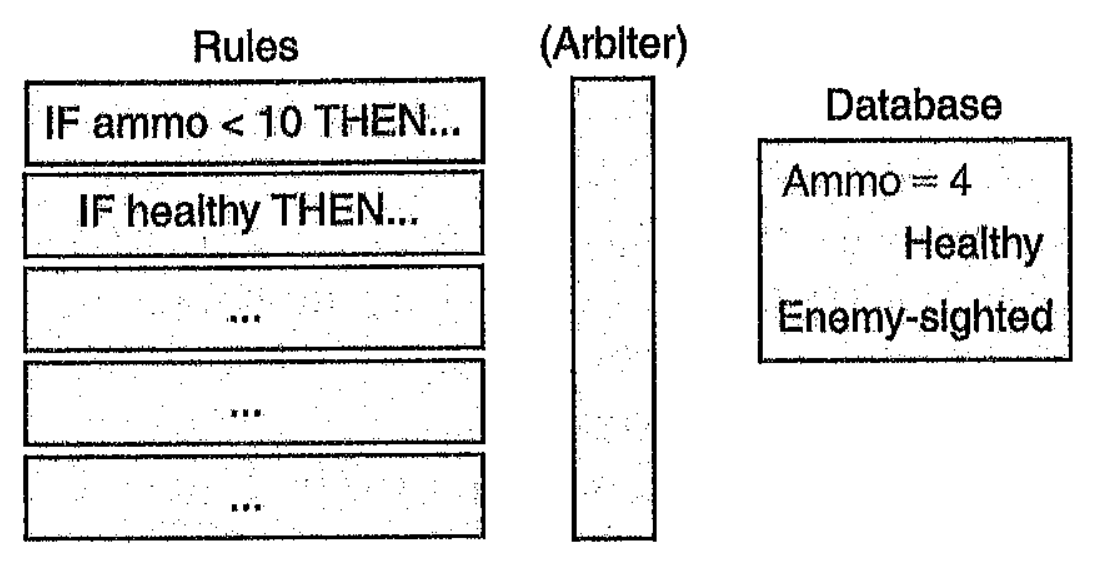 Rules
(Arbiter)
IF ammo < 10 THEN...
Database
IF healthy THEN...
Ammo = 4
Healthy
...
Enemy-sighted
...
...